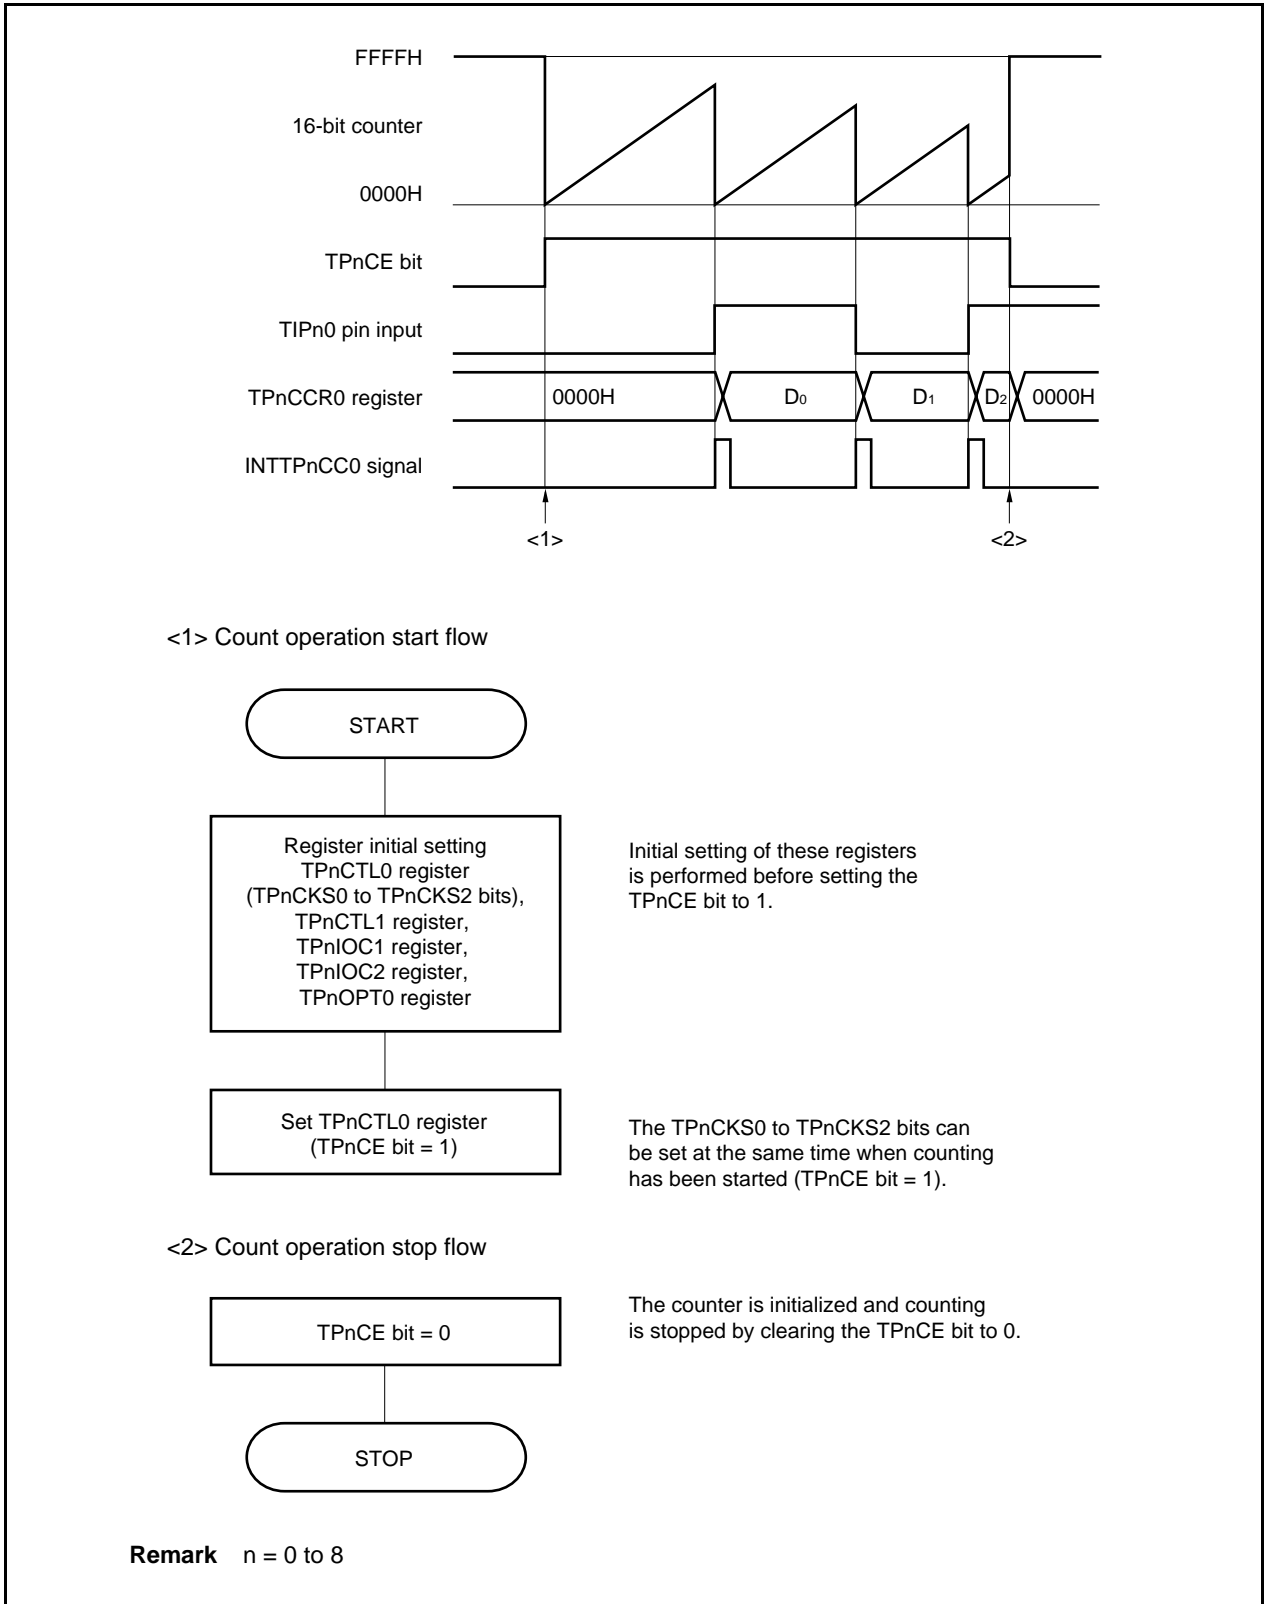 FFFFH
16-bit counter
0000H
TPnCE bit
TIPn0 pin input
TPnCCR0 register
0000H D0 D1 D2 0000H
INTTPnCC0 signal
<1> <2>
<1> Count operation start flow
START
Register initial setting
TPnCTL0 register
(TPnCKS0 to TPnCKS2 bits),
TPnCTL1 register,
TPnIOC1 register,
TPnIOC2 register,
TPnOPT0 register
Initial setting of these registers
is performed before setting the
TPnCE bit to 1.
Set TPnCTL0 register
(TPnCE bit = 1)
The TPnCKS0 to TPnCKS2 bits can
be set at the same time when counting
has been started (TPnCE bit = 1).
<2> Count operation stop flow
TPnCE bit = 0
The counter is initialized and counting
is stopped by clearing the TPnCE bit to 0.
STOP
Remark n = 0 to 8